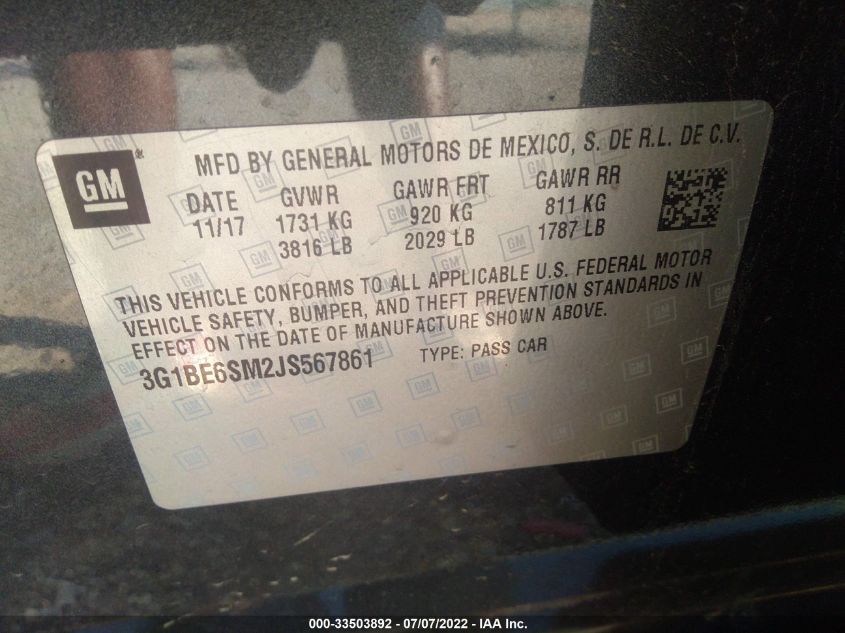 GM
MFD BY GENERAL MOTORS DE MEXICO, S. DE R.L. DE C.V.
DATE GVWR GAWR FRT GAWR RR
11/17 1731 KG 920 KG 811 KG
3816 LB 2029 LB 1787 LB
THIS VEHICLE CONFORMS TO ALL APPLICABLE U.S. FEDERAL MOTOR
VEHICLE SAFETY, BUMPER, AND THEFT PREVENTION STANDARDS IN
EFFECT ON THE DATE OF MANUFACTURE SHOWN ABOVE.
3G1BE6SM2JS567861 TYPE: PASS CAR
000-33503892 - 07/07/2022 - IAA Inc.